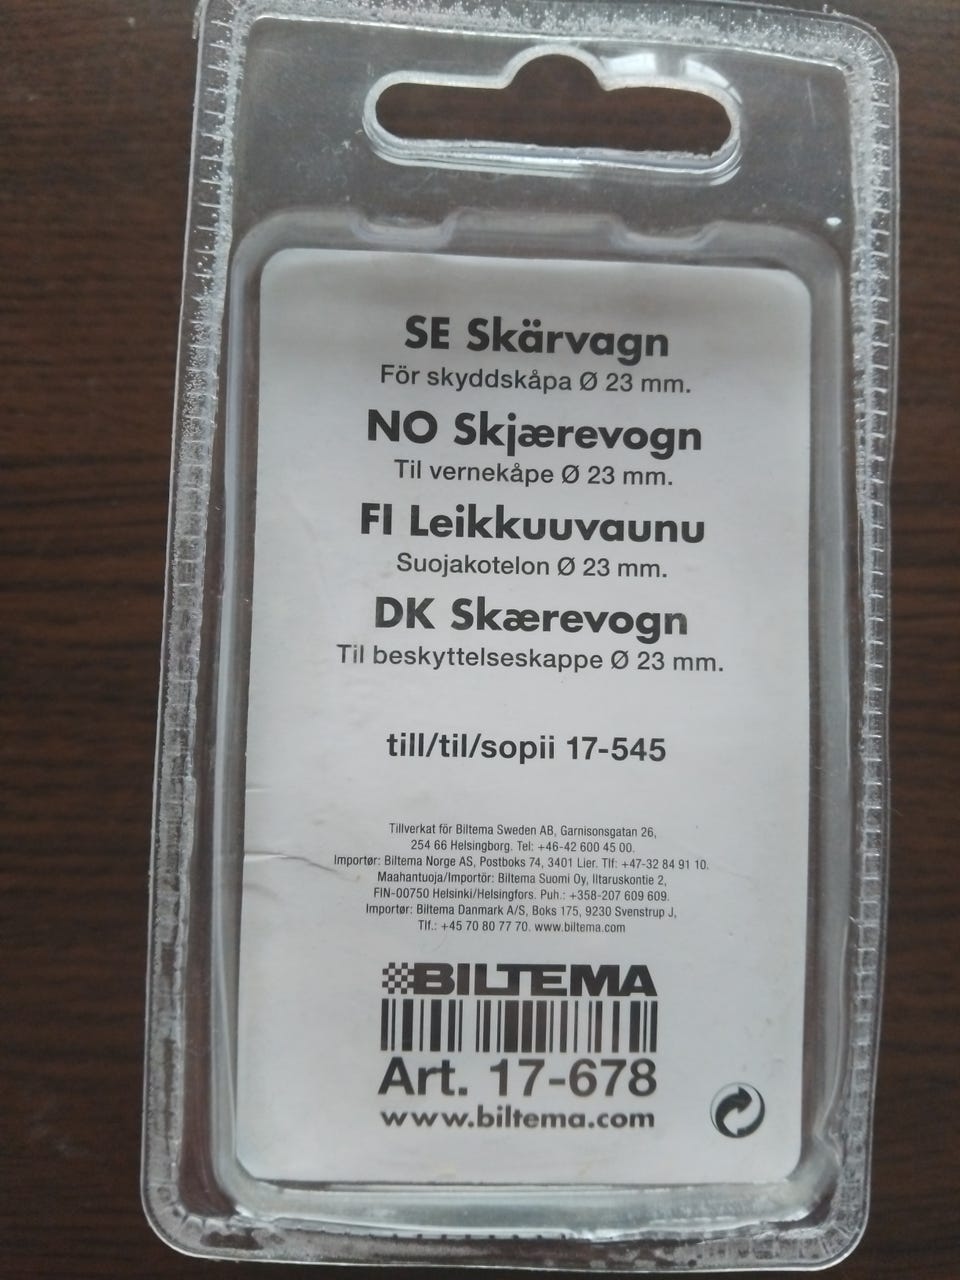 SE Skärvagn
För skyddskåpa Ø 23 mm.
NO Skjærevogn
Til vernekåpe Ø 23 mm.
FI Leikkuuvaunu
Suojakotelon Ø 23 mm.
DK Skærevogn
Til beskyttelseskappe Ø 23 mm.
till/til/sopii 17-545
Tillverkat för Biltema Sweden AB, Garnisonsgatan 26,
254 66 Helsingborg. Tel: +46-42 600 45 00.
Importør: Biltema Norge AS, Postboks 74, 3401 Lier. Tlf: +47-32 84 91 10.
Maahantuoja/Importör: Biltema Suomi Oy, Iltaruskontie 2,
FIN-00750 Helsinki/Helsingfors. Puh.: +358-207 609 609.
Importør: Biltema Danmark A/S, Boks 175, 9230 Svenstrup J,
Tlf.: +45 70 80 77 70. www.biltema.com
BILTEMA
Art. 17-678
www.biltema.com